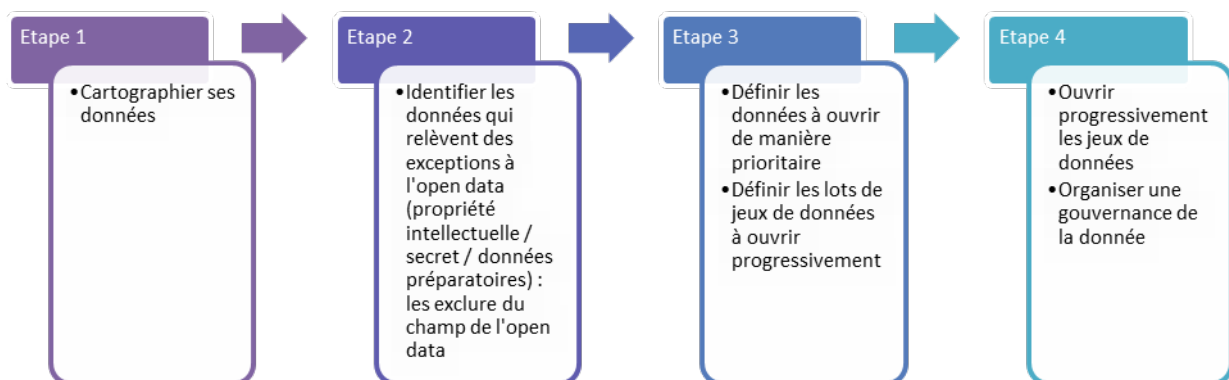 Etape 1
•Cartographier ses
données
Etape 2
•Identifier les
données qui
relèvent des
exceptions à
l'open data
(propriété
intellectuelle /
secret / données
préparatoires) :
les exclure du
champ de l'open
data
Etape 3
•Définir les
données à ouvrir
de manière
prioritaire
•Définir les lots de
jeux de données
à ouvrir
progressivement
Etape 4
•Ouvrir
progressivement
les jeux de
données
•Organiser une
gouvernance de
la donnée